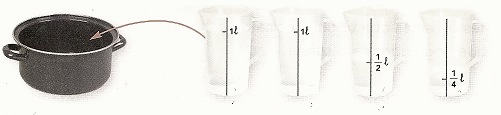 1ℓ
1ℓ
1/2 ℓ
1/4 ℓ